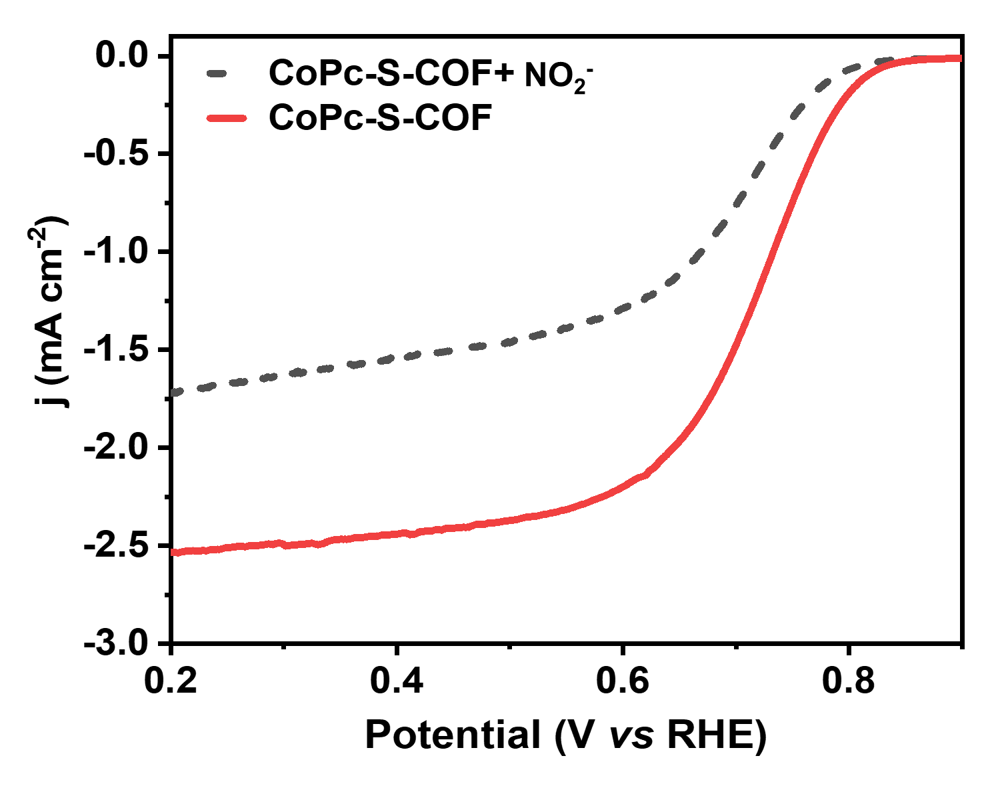 CoPc-S-COF+ NO₂⁻
CoPc-S-COF
0.0
-0.5
-1.0
-1.5
-2.0
-2.5
-3.0
j (mA cm⁻²)
0.2 0.4 0.6 0.8
Potential (V vs RHE)